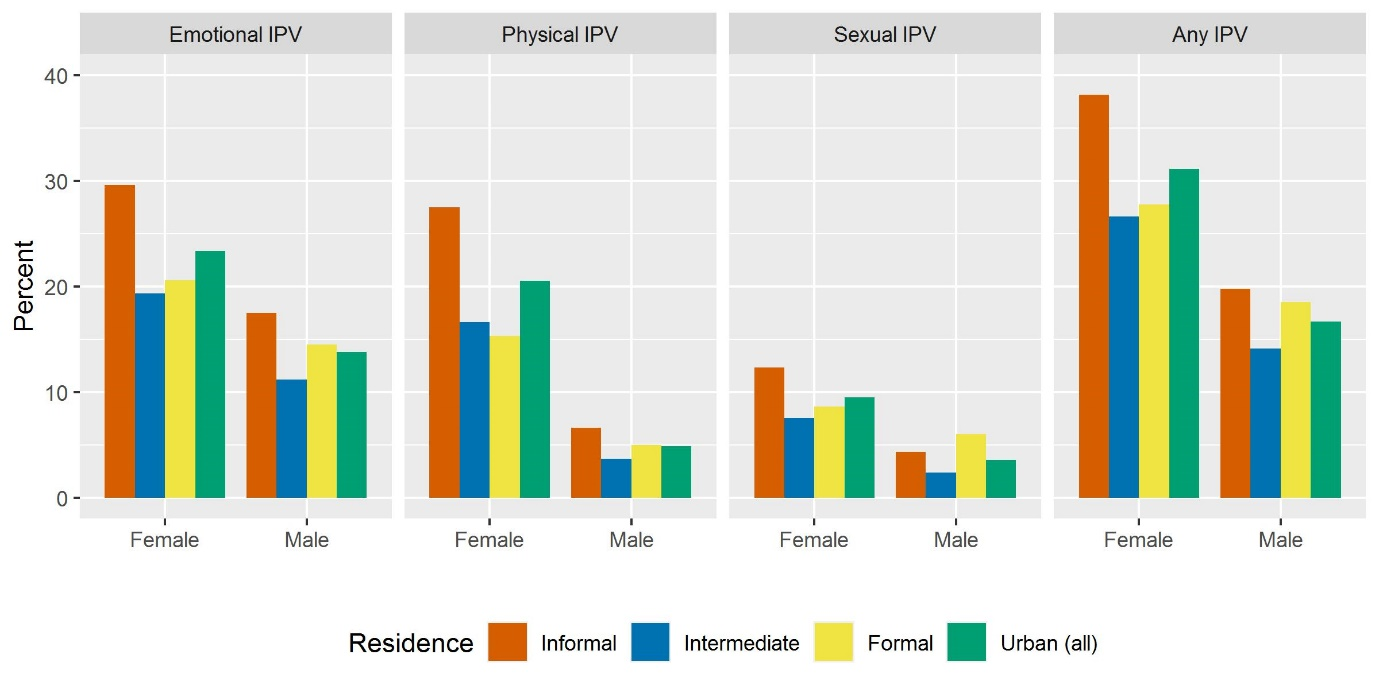 Emotional IPV Physical IPV Sexual IPV Any IPV
40
30
20
10
0
Percent
Female Male Female Male Female Male Female Male
Residence Informal Intermediate Formal Urban (all)